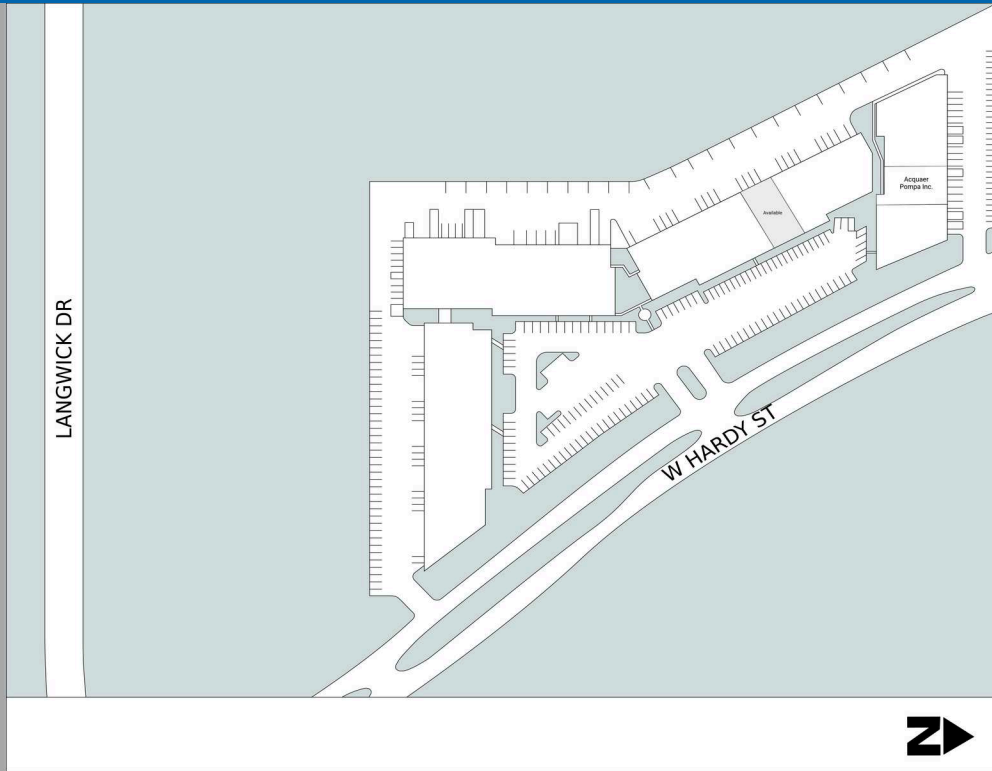 Acquaer
Pompa Inc.
Available
LANGWICK DR
W HARDY ST
Z